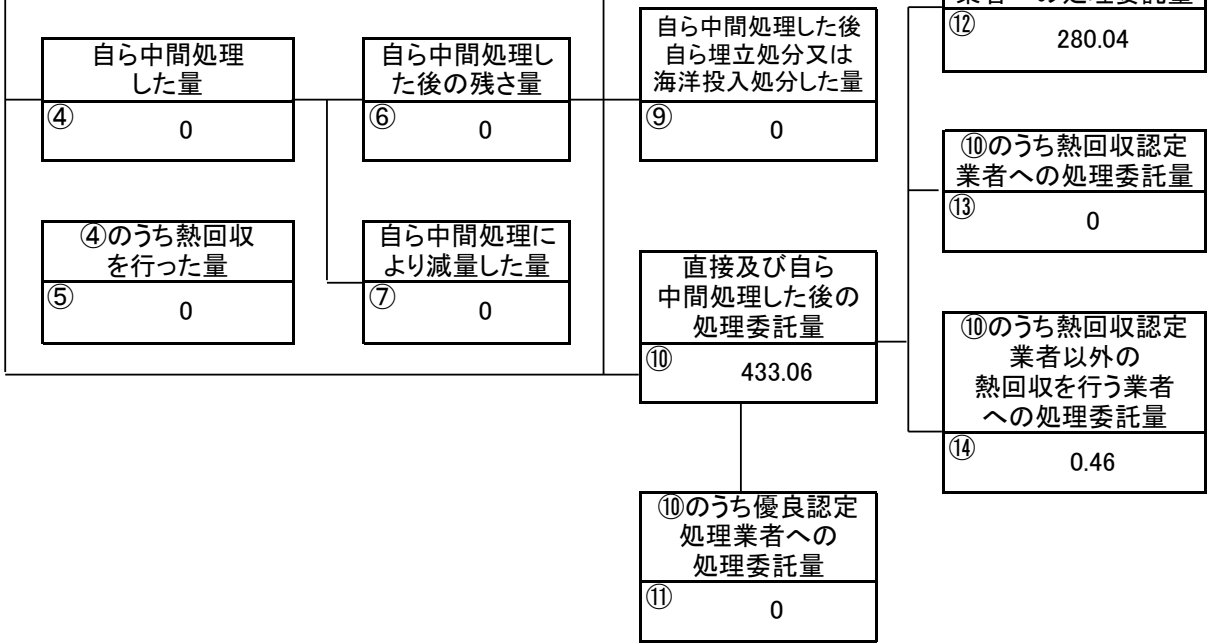 自ら中間処理
した量
④
0
自ら中間処理し
た後の残さ量
⑥
0
自ら中間処理した後
自ら埋立処分又は
海洋投入処分した量
⑨
0
⑫
280.04
⑩のうち熱回収認定
業者への処理委託量
⑬
0
④のうち熱回収
を行った量
⑤
0
自ら中間処理に
より減量した量
⑦
0
直接及び自ら
中間処理した後の
処理委託量
⑩
433.06
⑩のうち熱回収認定
業者以外の
熱回収を行う業者
への処理委託量
⑭
0.46
⑩のうち優良認定
処理業者への
処理委託量
⑪
0